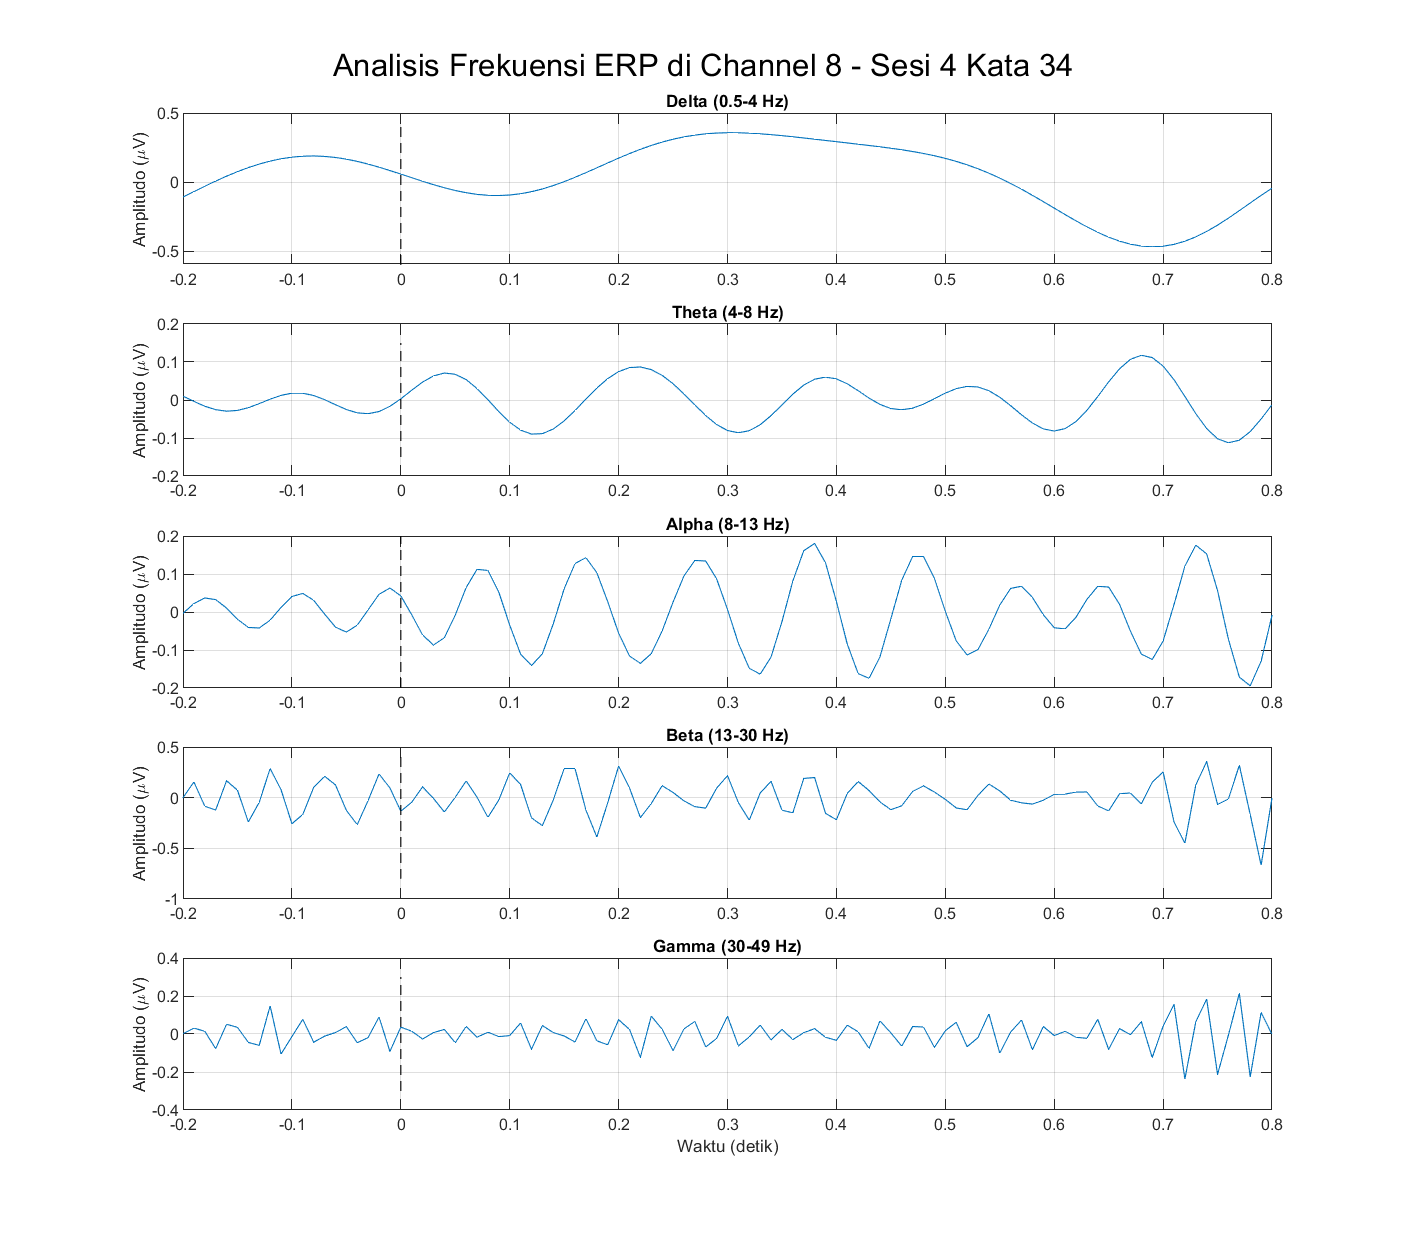 Analisis Frekuensi ERP di Channel 8 - Sesi 4 Kata 34
Delta (0.5-4 Hz)
Amplitudo (μV)
0.5
0
-0.5
-0.2 -0.1 0 0.1 0.2 0.3 0.4 0.5 0.6 0.7 0.8
Theta (4-8 Hz)
Amplitudo (μV)
0.2
0.1
0
-0.1
-0.2
-0.2 -0.1 0 0.1 0.2 0.3 0.4 0.5 0.6 0.7 0.8
Alpha (8-13 Hz)
Amplitudo (μV)
0.2
0.1
0
-0.1
-0.2
-0.2 -0.1 0 0.1 0.2 0.3 0.4 0.5 0.6 0.7 0.8
Beta (13-30 Hz)
Amplitudo (μV)
0.5
0
-0.5
-1
-0.2 -0.1 0 0.1 0.2 0.3 0.4 0.5 0.6 0.7 0.8
Gamma (30-49 Hz)
Amplitudo (μV)
0.4
0.2
0
-0.2
-0.4
-0.2 -0.1 0 0.1 0.2 0.3 0.4 0.5 0.6 0.7 0.8
Waktu (detik)